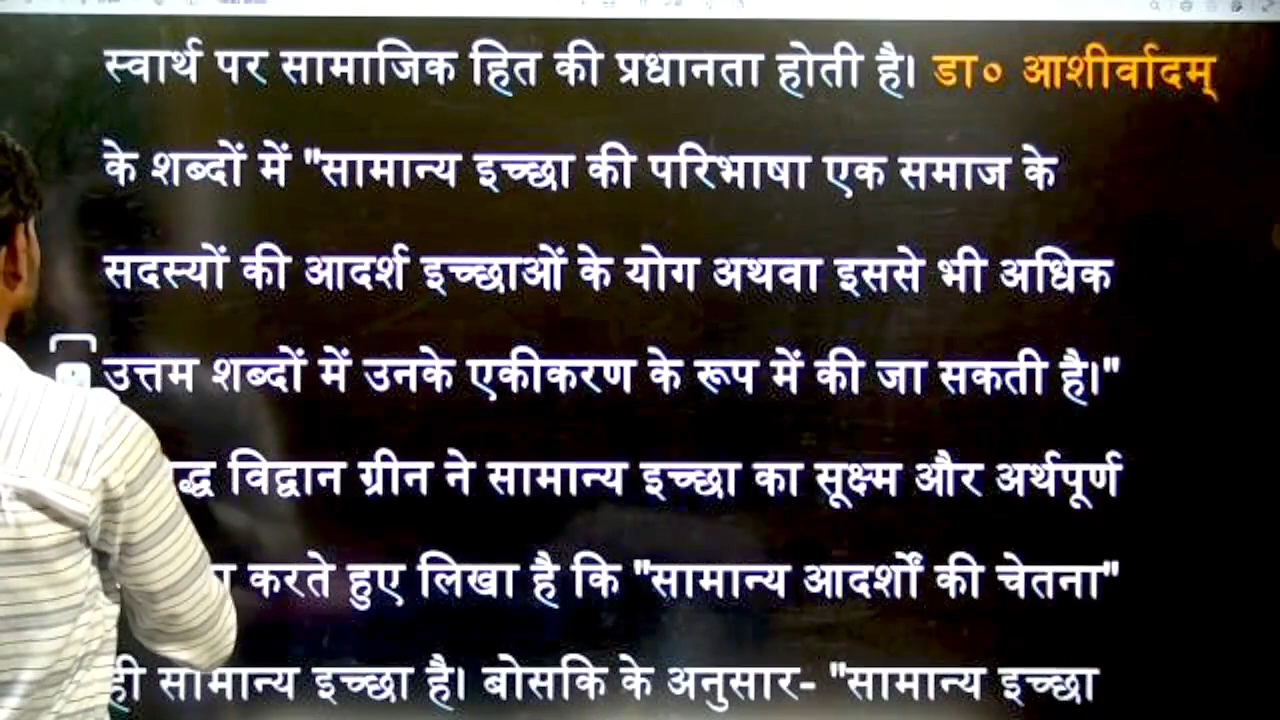 स्वार्थ पर सामाजिक हित की प्रधानता होती है। डा० आशीर्वादम्
के शब्दों में "सामान्य इच्छा की परिभाषा एक समाज के
सदस्यों की आदर्श इच्छाओं के योग अथवा इससे भी अधिक
उत्तम शब्दों में उनके एकीकरण के रूप में की जा सकती है।"
विद्वान ग्रीन ने सामान्य इच्छा का सूक्ष्म और अर्थपूर्ण
करते हुए लिखा है कि "सामान्य आदर्शों की चेतना"
ही सामान्य इच्छा है। बोसकि के अनुसार- "सामान्य इच्छा